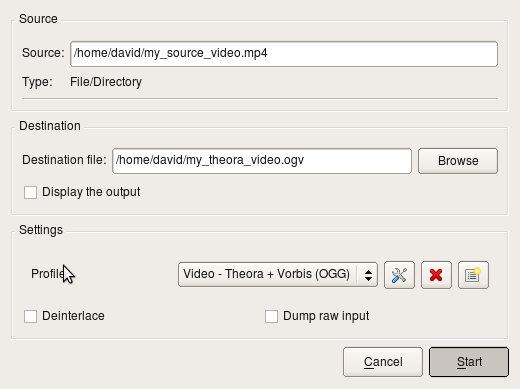 Source
Source: /home/david/my_source_video.mp4
Type: File/Directory
Destination
Destination file: /home/david/my_theora_video.ogv Browse
Display the output
Settings
Profile Video - Theora + Vorbis (OGG)
Deinterlace Dump raw input
Cancel Start